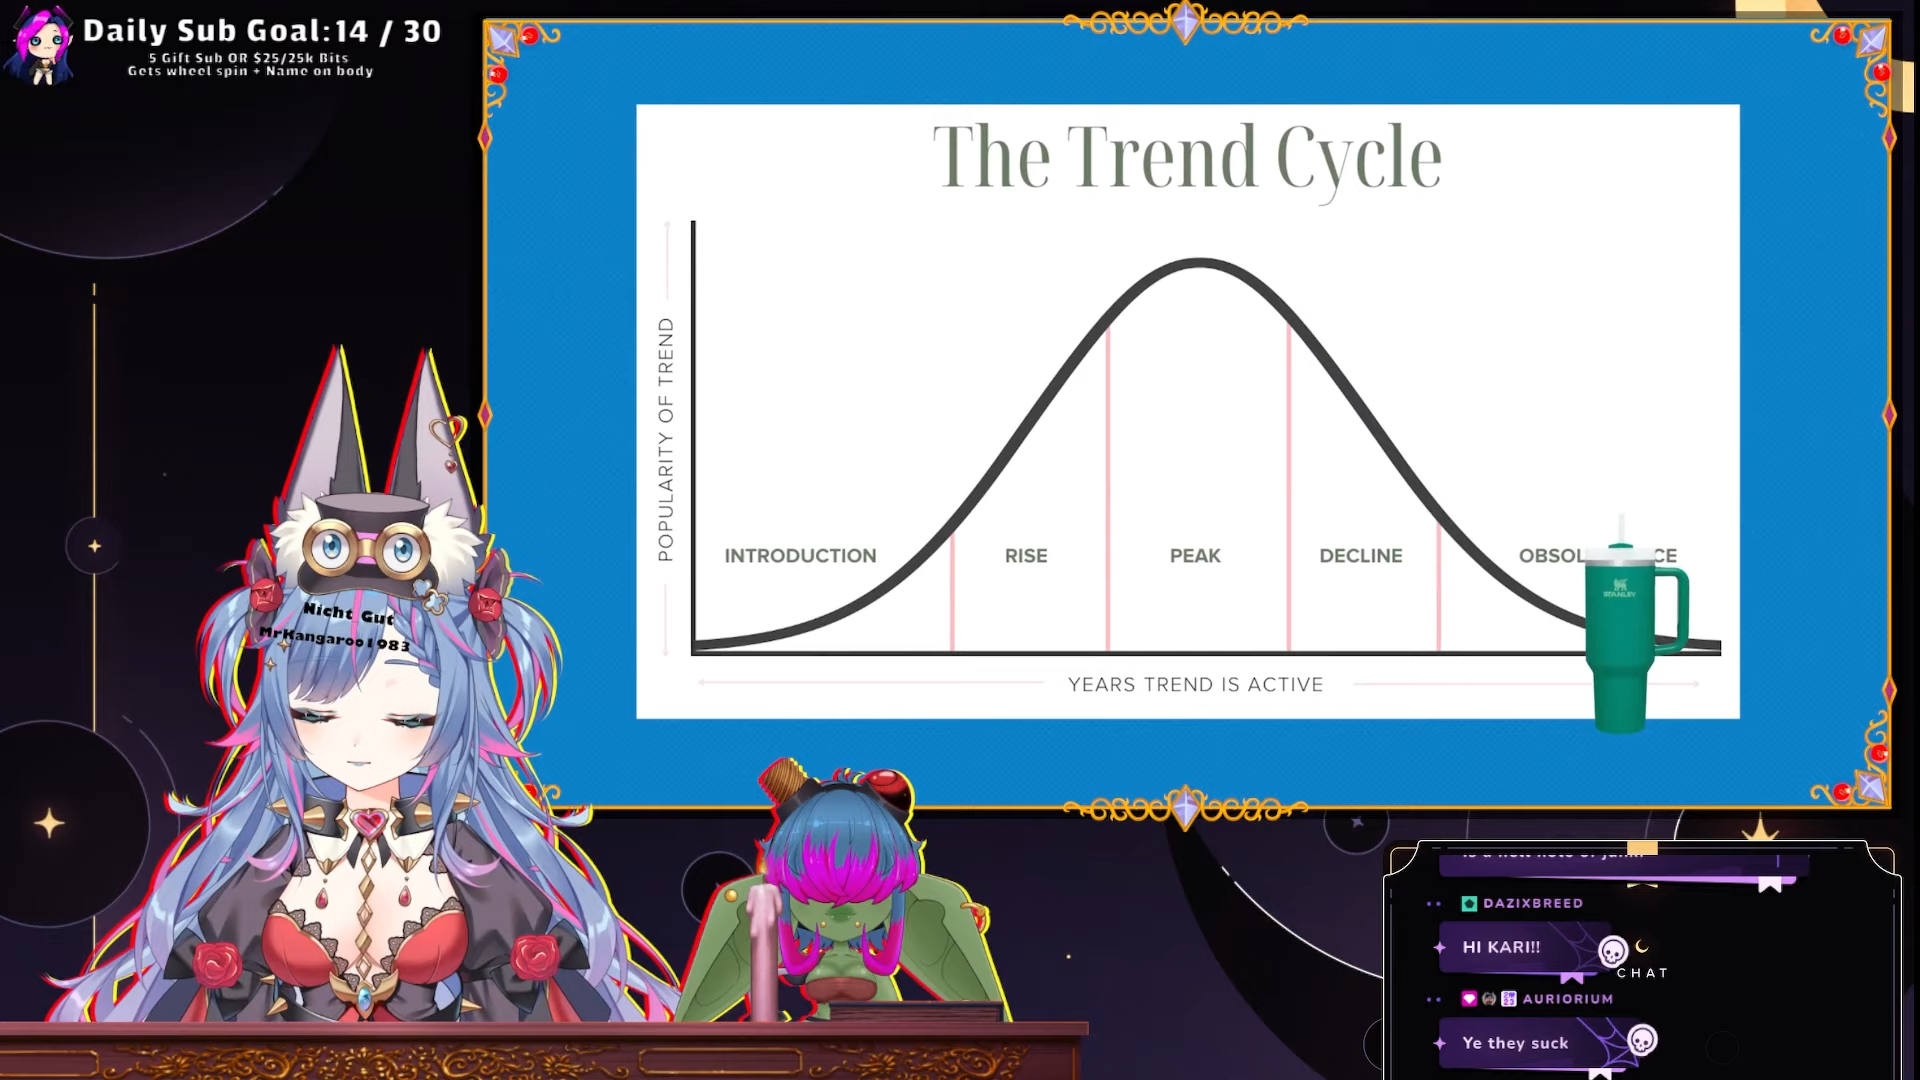 Daily Sub Goal:14 / 30
5 Gift Sub OR $25/25k Bits
Gets wheel spin + Name on body
The Trend Cycle
POPULARITY OF TREND
INTRODUCTION
RISE
PEAK
DECLINE
STANLEY
YEARS TREND IS ACTIVE
Nicht Gut
MrKangaroo1983
DAZIXBREED
HI KARI!!
CHAT
AURIORIUM
Ye they suck